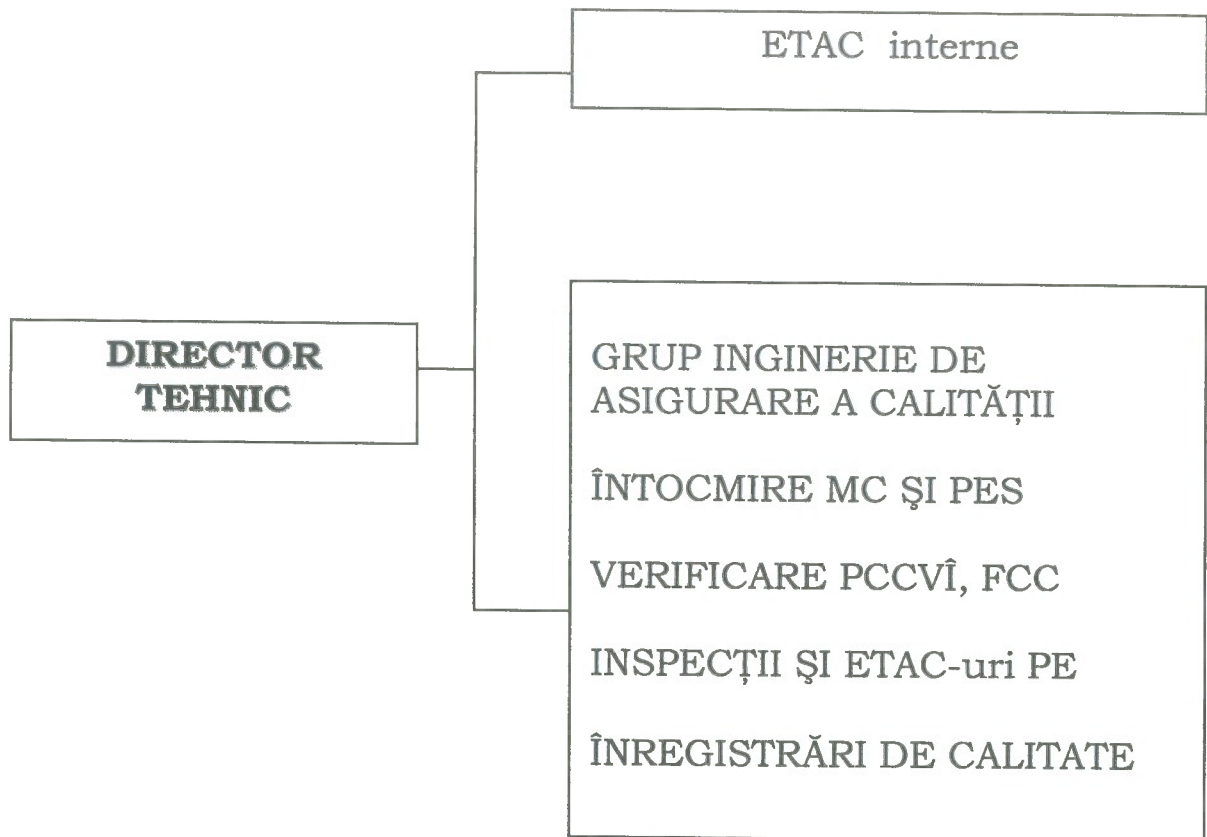 ETAC interne
DIRECTOR
TEHNIC
GRUP INGINERIE DE
ASIGURARE A CALITĂȚII
ÎNTOCMIRE MC ŞI PES
VERIFICARE PCCVÎ, FCC
INSPECȚII ŞI ETAC-uri PE
ÎNREGISTRĂRI DE CALITATE